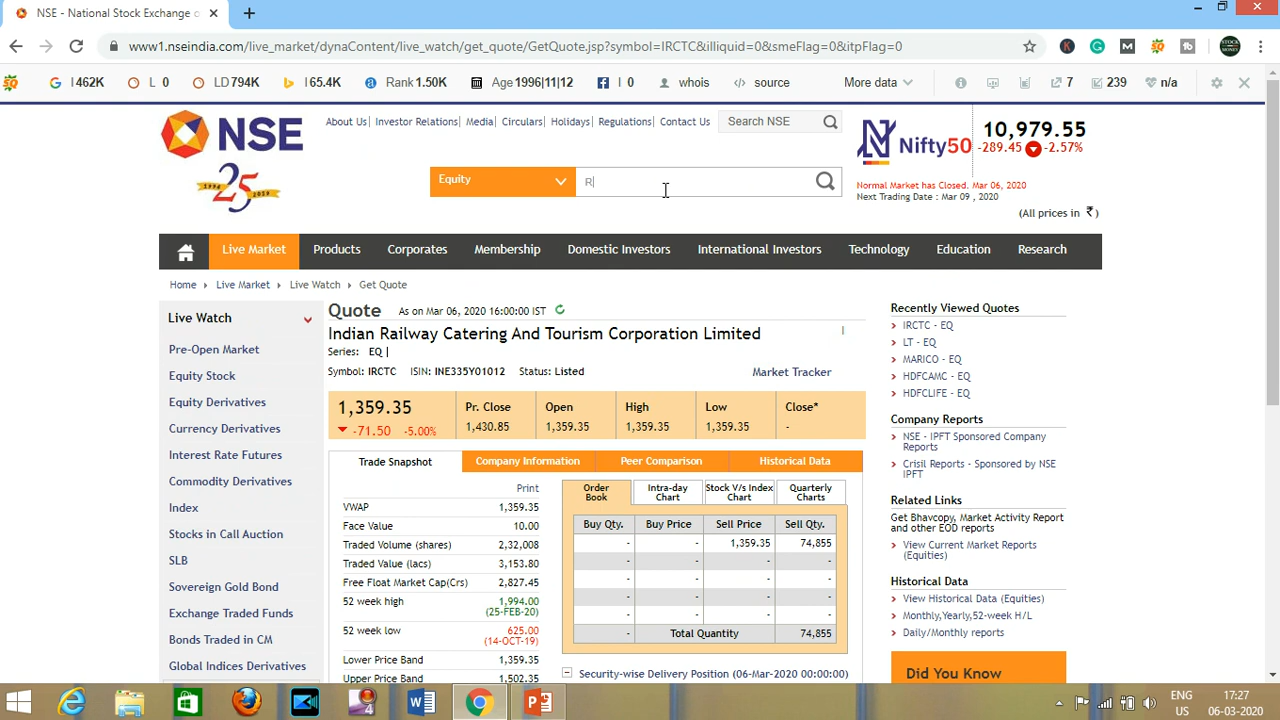 NSE - National Stock Exchange o
www1.nseindia.com/live_market/dynaContent/live_watch/get_quote/GetQuote.jsp?symbol=IRCTC&illiquid=0&smeFlag=0&itpFlag=0
I 462K L 0 LD 794K I 65.4K Rank 1.50K Age 1996|11|12 I 0 whois source More data 7 239 n/a
NSE
About Us| Investor Relations| Media| Circulars| Holidays| Regulations| Contact Us
Search NSE
Nifty50
10,979.55
-289.45 -2.57%
1994 25 2019
Equity
R
Normal Market has Closed. Mar 06, 2020
Next Trading Date : Mar 09 , 2020
(All prices in ₹)
Live Market Products Corporates Membership Domestic Investors International Investors Technology Education Research
Home Live Market Live Watch Get Quote
Live Watch
Pre-Open Market
Equity Stock
Equity Derivatives
Currency Derivatives
Interest Rate Futures
Commodity Derivatives
Index
Stocks in Call Auction
SLB
Sovereign Gold Bond
Exchange Traded Funds
Bonds Traded in CM
Global Indices Derivatives
Quote As on Mar 06, 2020 16:00:00 IST
Indian Railway Catering And Tourism Corporation Limited |
Series: EQ |
Symbol: IRCTC ISIN: INE335Y01012 Status: Listed Market Tracker
1,359.35 Pr. Close Open High Low Close*
-71.50 -5.00% 1,430.85 1,359.35 1,359.35 1,359.35 -
Trade Snapshot Company Information Peer Comparison Historical Data
Print
VWAP 1,359.35
Face Value 10.00
Traded Volume (shares) 2,32,008
Traded Value (lacs) 3,153.80
Free Float Market Cap(Crs) 2,827.45
52 week high 1,994.00
(25-FEB-20)
52 week low 625.00
(14-OCT-19)
Lower Price Band 1,359.35
Upper Price Band 1,502.35
Order Book Intra-day Chart Stock V/s Index Chart Quarterly Charts
Buy Qty. Buy Price Sell Price Sell Qty.
- - 1,359.35 74,855
- - - -
- - - -
- - - -
- - - -
- Total Quantity 74,855
Security-wise Delivery Position (06-Mar-2020 00:00:00)
Recently Viewed Quotes
IRCTC - EQ
LT - EQ
MARICO - EQ
HDFCAMC - EQ
HDFCLIFE - EQ
Company Reports
NSE - IPFT Sponsored Company
Reports
Crisil Reports - Sponsored by NSE
IPFT
Related Links
Get Bhavcopy, Market Activity Report
and other EOD reports
View Current Market Reports
(Equities)
Historical Data
View Historical Data (Equities)
Monthly,Yearly,52-week H/L
Daily/Monthly reports
Did You Know
ENG 17:27
US 06-03-2020